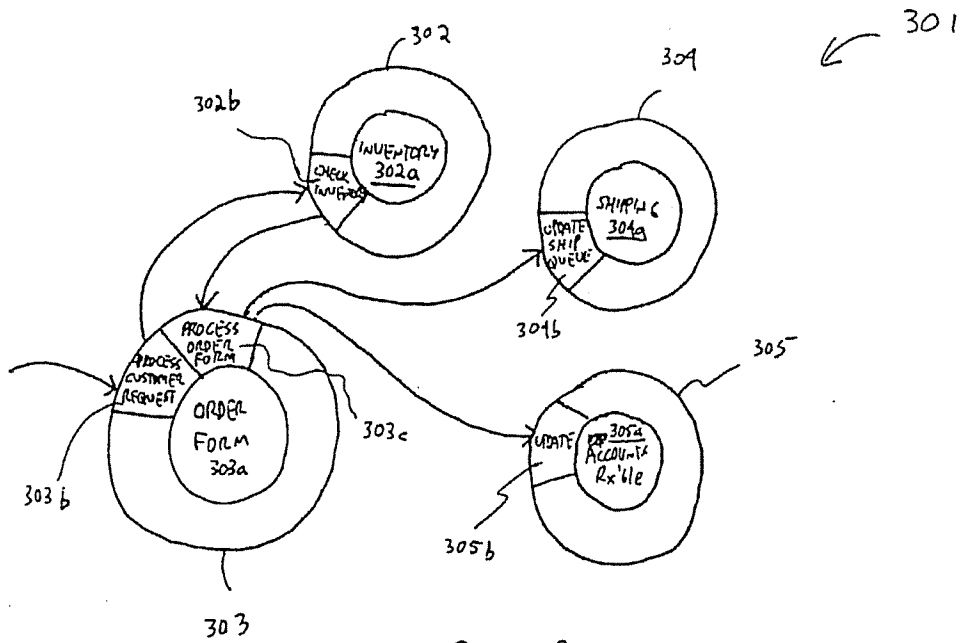 301
302
304
302b
INVENTORY
302a
CHECK
INVENTORY
SHIPPING
304a
UPDATE
SHIP
QUEUE
304b
PROCESS
ORDER
FORM
PROCESS
CUSTOMER
REQUEST
ORDER
FORM
303a
303c
303b
303
305
UPDATE
305a
ACCOUNTS
Rx'ble
305b